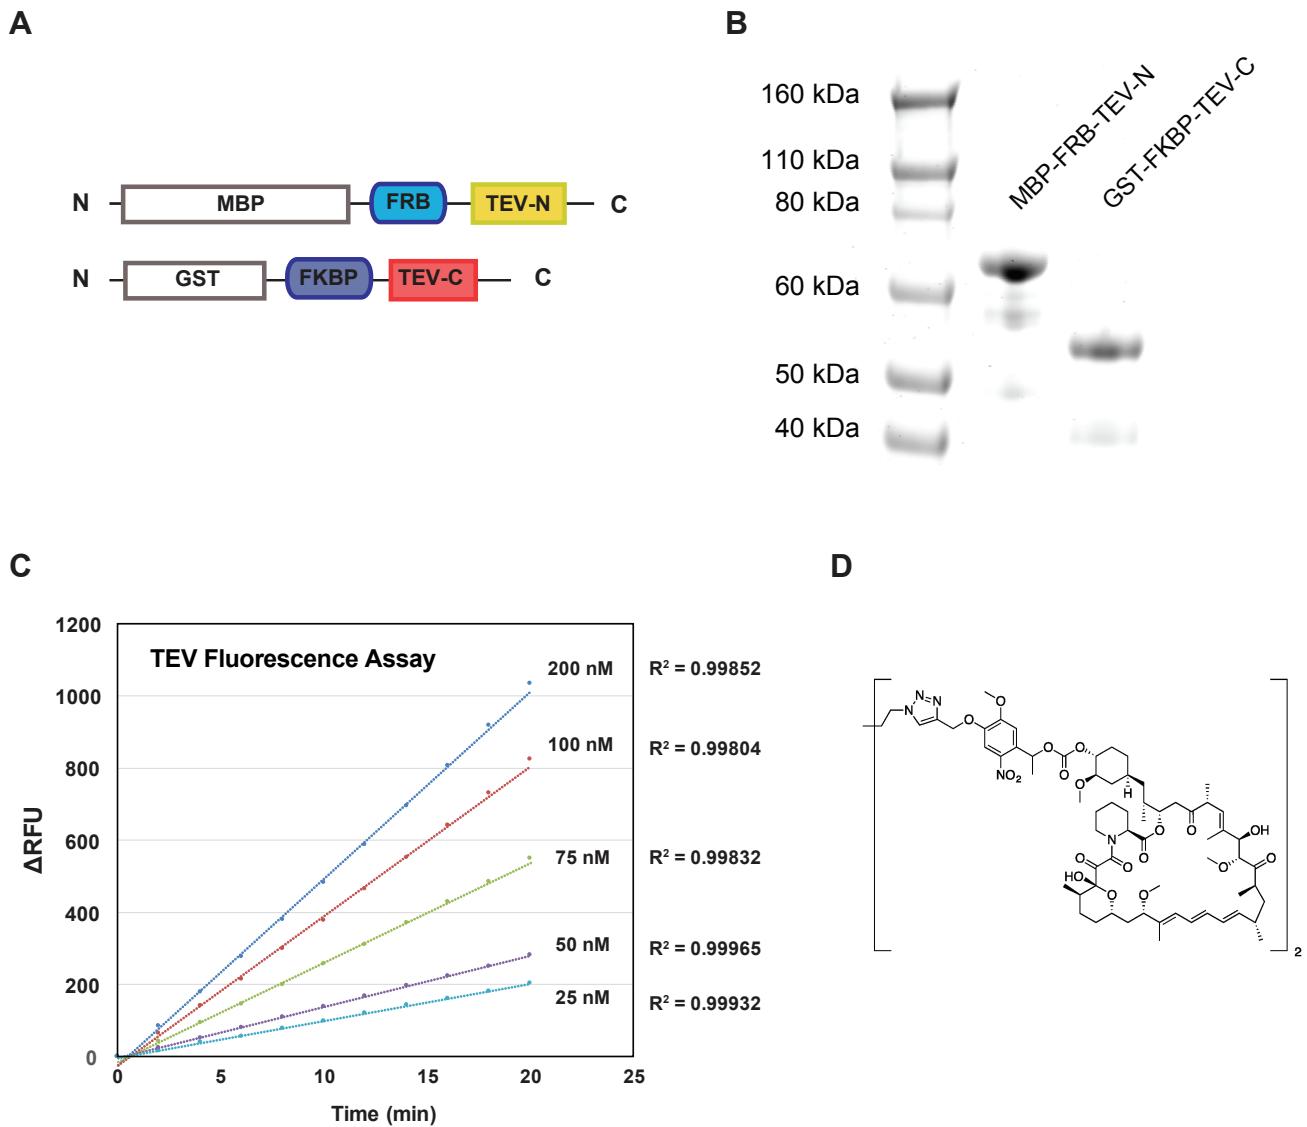 A
N MBP FRB TEV-N C
N GST FKBP TEV-C C
B
MBP-FRB-TEV-N
GST-FKBP-TEV-C
160 kDa
110 kDa
80 kDa
60 kDa
50 kDa
40 kDa
C
TEV Fluorescence Assay
1200
1000
800
600
400
200
0
ΔRFU
0 5 10 15 20 25
Time (min)
200 nM R² = 0.99852
100 nM R² = 0.99804
75 nM R² = 0.99832
50 nM R² = 0.99965
25 nM R² = 0.99932
D
N N N
O
O
NO₂
O
O
O
O
H
O
N
O
O
O
O
OH
O
O
O
O
HO
O
O
2